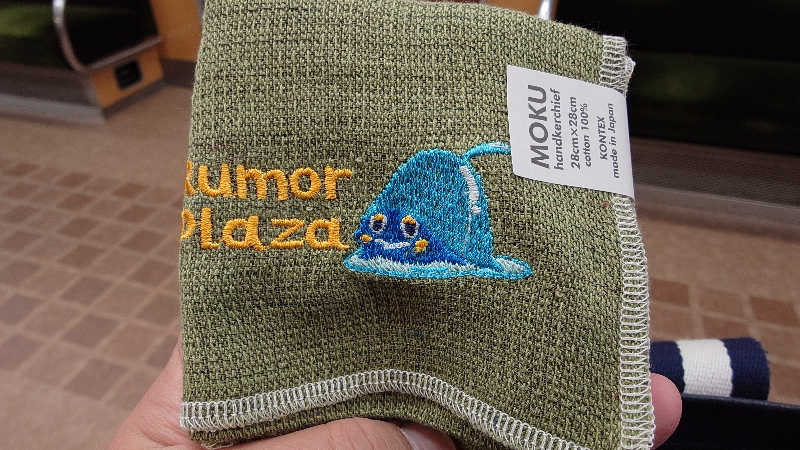 Rumor
Plaza
MOKU
handkerchief
28cm×28cm
cotton 100%
KONTEX
made in Japan